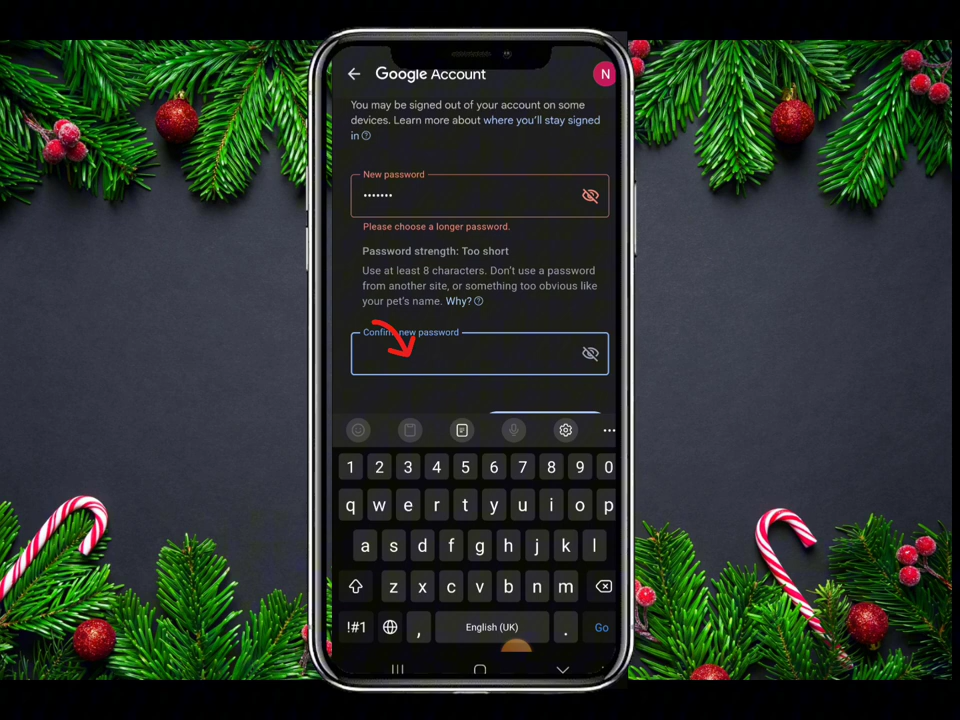 Google Account
N
You may be signed out of your account on some
devices. Learn more about where you'll stay signed
in
New password
•••••••
Please choose a longer password.
Password strength: Too short
Use at least 8 characters. Don't use a password
from another site, or something too obvious like
your pet's name. Why?
Confirm new password
1 2 3 4 5 6 7 8 9 0
q w e r t y u i o p
a s d f g h j k l
z x c v b n m
!#1 , English (UK) . Go